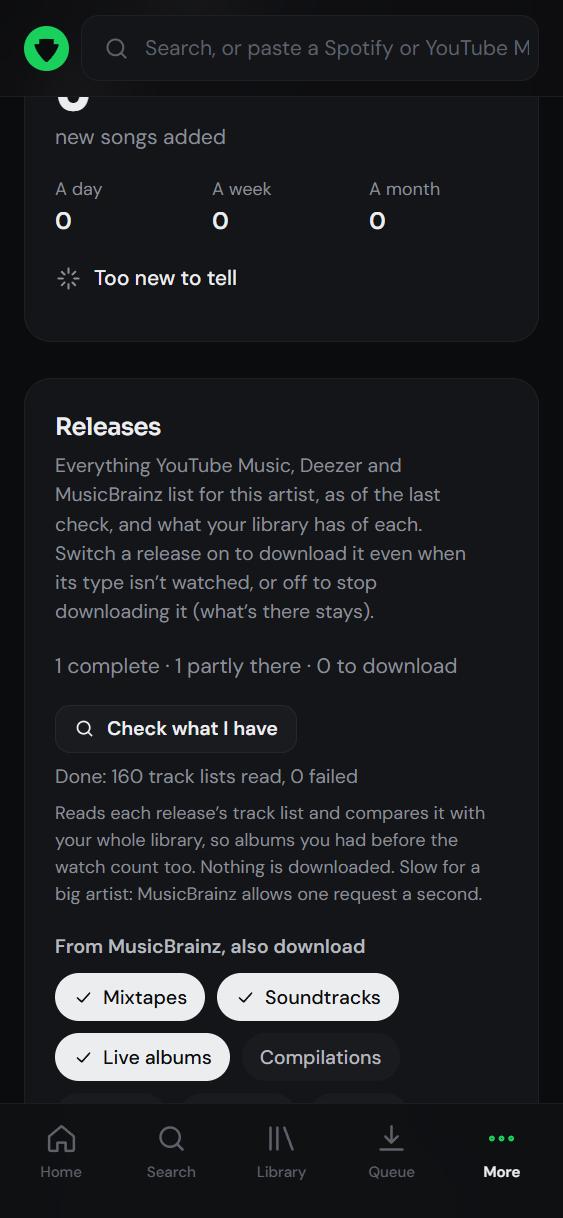 Search, or paste a Spotify or YouTube M
new songs added
A day
A week
A month
0
0
0
Too new to tell
Releases
Everything YouTube Music, Deezer and
MusicBrainz list for this artist, as of the last
check, and what your library has of each.
Switch a release on to download it even when
its type isn’t watched, or off to stop
downloading it (what’s there stays).
1 complete · 1 partly there · 0 to download
Check what I have
Done: 160 track lists read, 0 failed
Reads each release’s track list and compares it with
your whole library, so albums you had before the
watch count too. Nothing is downloaded. Slow for a
big artist: MusicBrainz allows one request a second.
From MusicBrainz, also download
Mixtapes
Soundtracks
Live albums
Compilations
Home
Search
Library
Queue
More